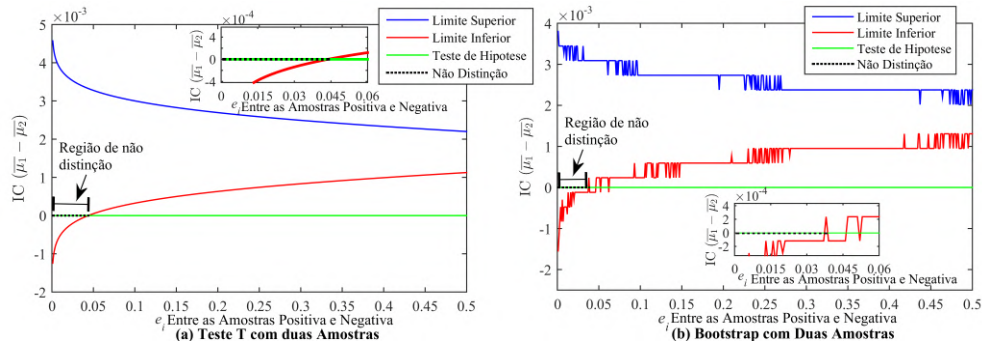 ×10⁻³
5
4
3
2
1
0
-1
-2
IC (μ̅₁ − μ̅₂)
0
0.05
0.1
0.15
0.2
0.25
0.3
0.35
0.4
0.45
0.5
e_i Entre as Amostras Positiva e Negativa
(a) Teste T com duas Amostras
Região de não
distinção
×10⁻⁴
0
-4
IC (μ̅₁ − μ̅₂)
0
0.015
0.03
0.045
0.06
e_i Entre as Amostras Positiva e Negativa
Limite Superior
Limite Inferior
Teste de Hipotese
Não Distinção
×10⁻³
4
3
2
1
0
-1
-2
IC (μ̅₁ − μ̅₂)
0
0.05
0.1
0.15
0.2
0.25
0.3
0.35
0.4
0.45
0.5
e_i Entre as Amostras Positiva e Negativa
(b) Bootstrap com Duas Amostras
Região de não
distinção
Limite Superior
Limite Inferior
Teste de Hipotese
Não Distinção
×10⁻⁴
4
2
0
-2
IC (μ̅₁ − μ̅₂)
0
0.015
0.03
0.045
0,06
e_i Entre as Amostras Positiva e Negativa